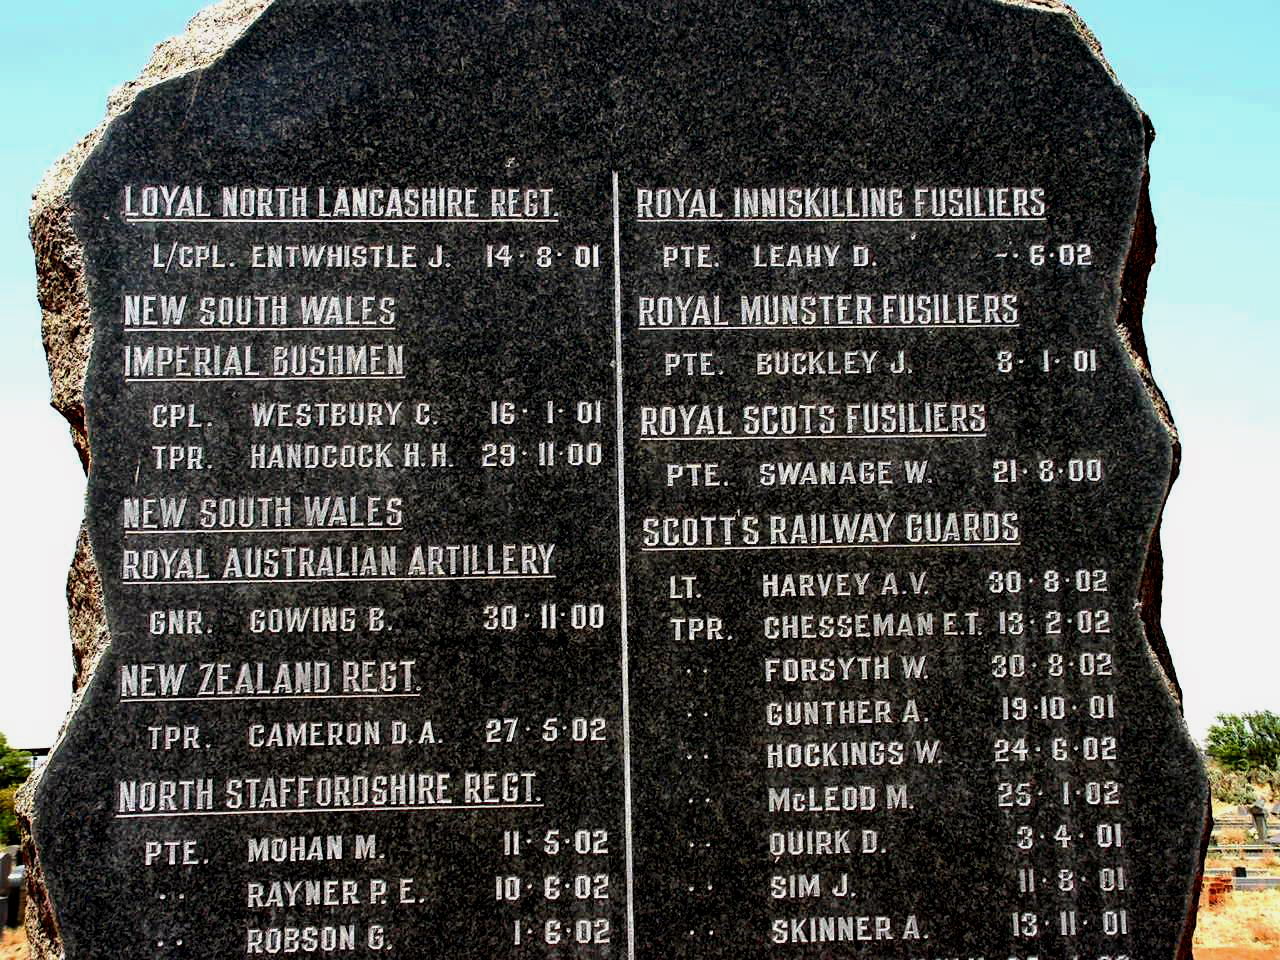 LOYAL NORTH LANCASHIRE REGT.
L/CPL. ENTWHISTLE J. 14·8·01
NEW SOUTH WALES
IMPERIAL BUSHMEN
CPL. WESTBURY C. 16·1·01
TPR. HANDCOCK H.H. 29·11·00
NEW SOUTH WALES
ROYAL AUSTRALIAN ARTILLERY
GNR. GOWING B. 30·11·00
NEW ZEALAND REGT.
TPR. CAMERON D.A. 27·5·02
NORTH STAFFORDSHIRE REGT.
PTE. MOHAN M. 11·5·02
·· RAYNER P. E. 10·6·02
·· ROBSON G. 1·6·02
ROYAL INNISKILLING FUSILIERS
PTE. LEAHY D. -·6·02
ROYAL MUNSTER FUSILIERS
PTE. BUCKLEY J. 8·1·01
ROYAL SCOTS FUSILIERS
PTE. SWANAGE W. 21·8·00
SCOTT'S RAILWAY GUARDS
LT. HARVEY A.V. 30·8·02
TPR. CHESSEMAN E.T. 13·2·02
·· FORSYTH W. 30·8·02
·· GUNTHER A. 19·10·01
·· HOCKINGS W. 24·6·02
·· McLEOD M. 25·1·02
·· QUIRK D. 3·4·01
·· SIM J. 11·8·01
·· SKINNER A. 13·11·01